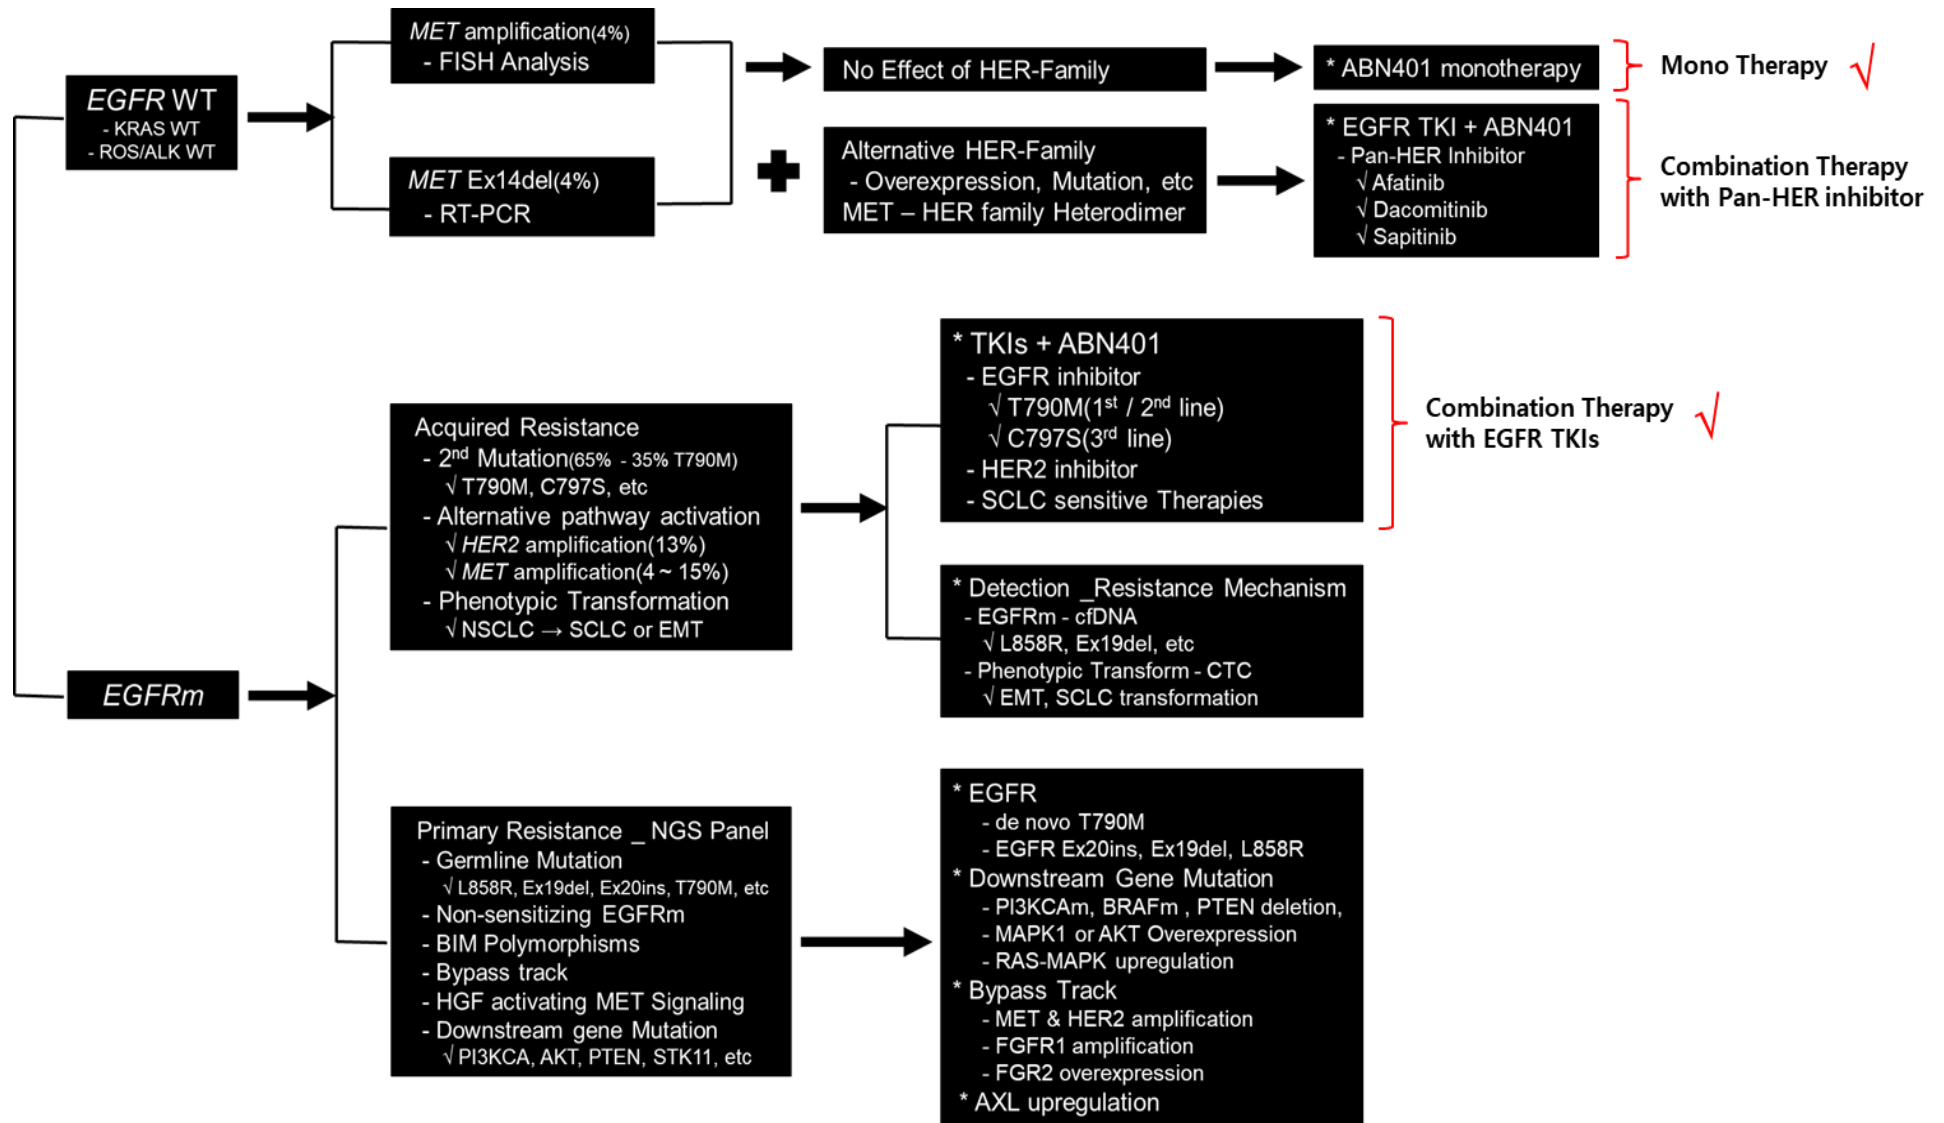 EGFR WT
- KRAS WT
- ROS/ALK WT
MET amplification(4%)
- FISH Analysis
MET Ex14del(4%)
- RT-PCR
No Effect of HER-Family
* ABN401 monotherapy
Mono Therapy √
Alternative HER-Family
- Overexpression, Mutation, etc
MET – HER family Heterodimer
* EGFR TKI + ABN401
- Pan-HER Inhibitor
√ Afatinib
√ Dacomitinib
√ Sapitinib
Combination Therapy
with Pan-HER inhibitor
EGFRm
Acquired Resistance
- 2nd Mutation(65% - 35% T790M)
√ T790M, C797S, etc
- Alternative pathway activation
√ HER2 amplification(13%)
√ MET amplification(4 ~ 15%)
- Phenotypic Transformation
√ NSCLC → SCLC or EMT
* TKIs + ABN401
- EGFR inhibitor
√ T790M(1st / 2nd line)
√ C797S(3rd line)
- HER2 inhibitor
- SCLC sensitive Therapies
Combination Therapy
with EGFR TKIs √
* Detection _Resistance Mechanism
- EGFRm - cfDNA
√ L858R, Ex19del, etc
- Phenotypic Transform - CTC
√ EMT, SCLC transformation
Primary Resistance _ NGS Panel
- Germline Mutation
√ L858R, Ex19del, Ex20ins, T790M, etc
- Non-sensitizing EGFRm
- BIM Polymorphisms
- Bypass track
- HGF activating MET Signaling
- Downstream gene Mutation
√ PI3KCA, AKT, PTEN, STK11, etc
* EGFR
- de novo T790M
- EGFR Ex20ins, Ex19del, L858R
* Downstream Gene Mutation
- PI3KCAm, BRAFm , PTEN deletion,
- MAPK1 or AKT Overexpression
- RAS-MAPK upregulation
* Bypass Track
- MET & HER2 amplification
- FGFR1 amplification
- FGR2 overexpression
* AXL upregulation